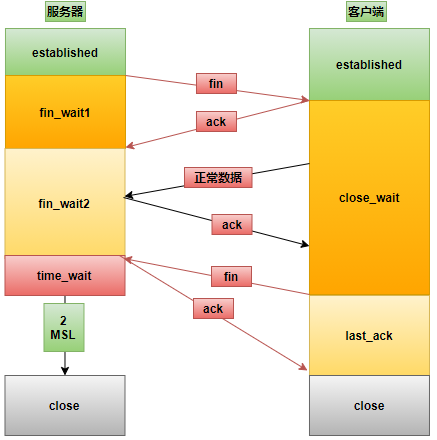 服务器
客户端
established
established
fin
fin_wait1
ack
正常数据
close_wait
fin_wait2
ack
fin
time_wait
ack
2
MSL
last_ack
close
close